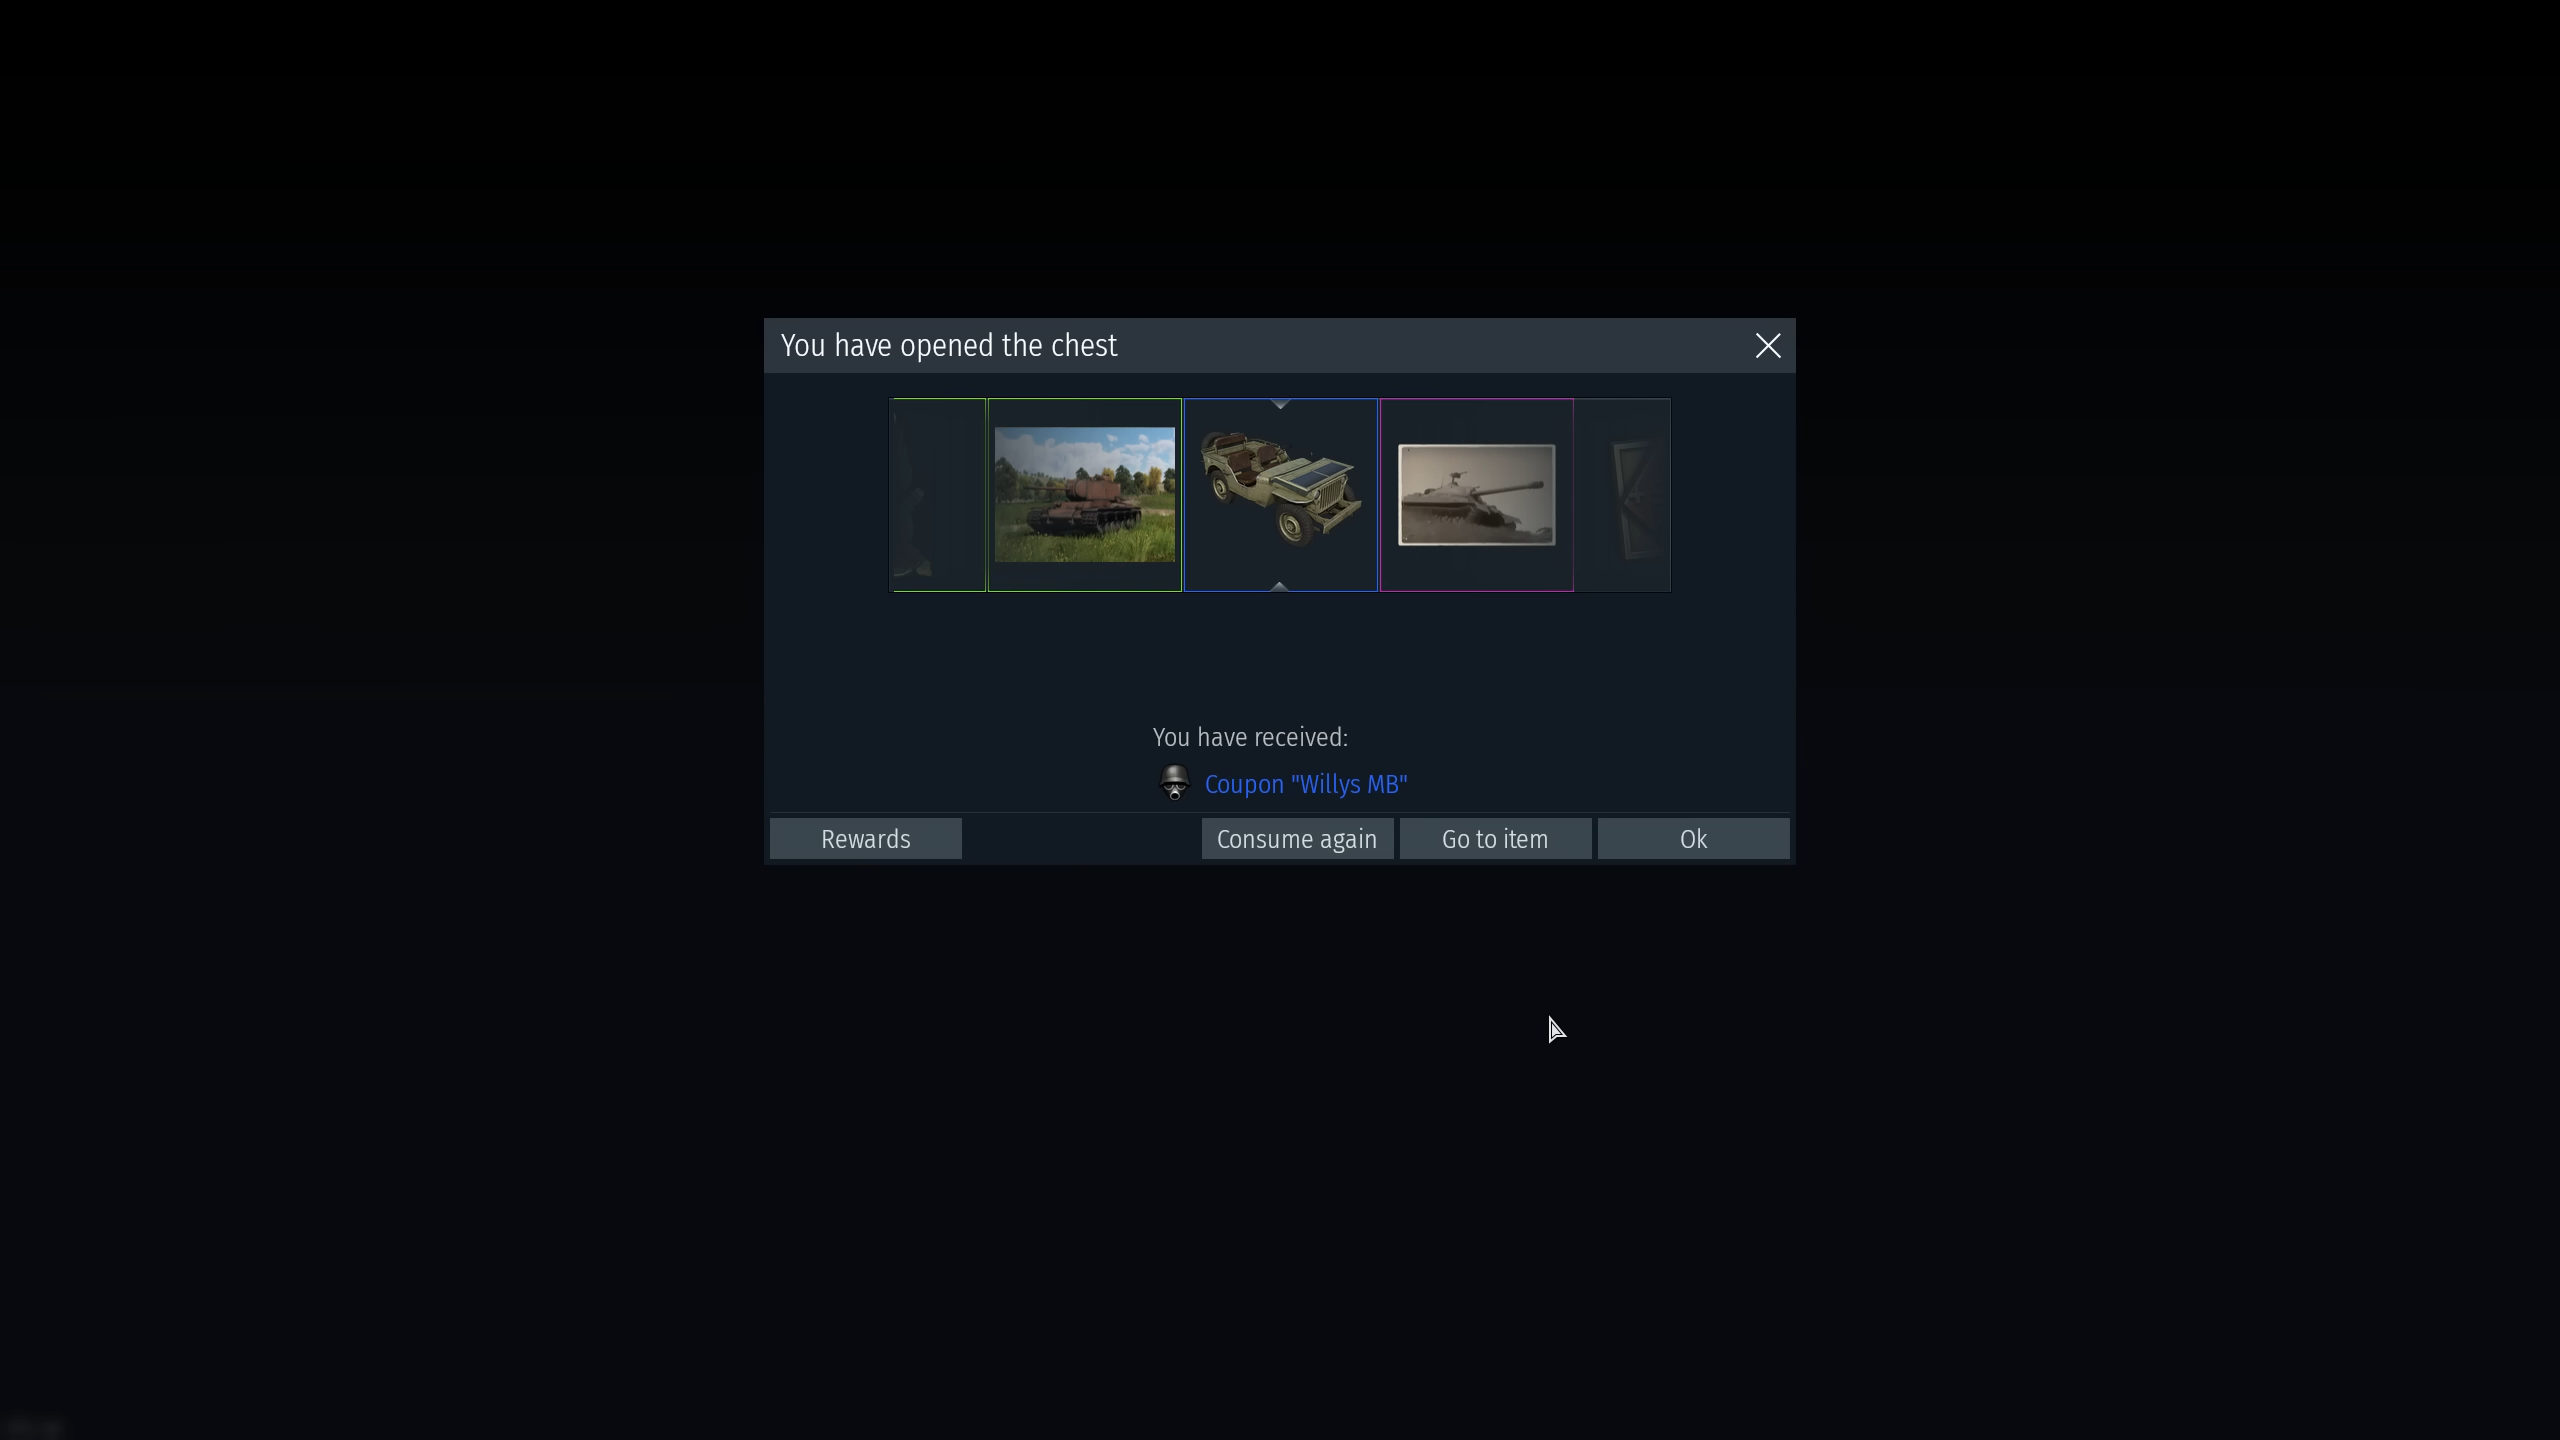 You have opened the chest
You have received:
Coupon "Willys MB"
Rewards
Consume again
Go to item
Ok